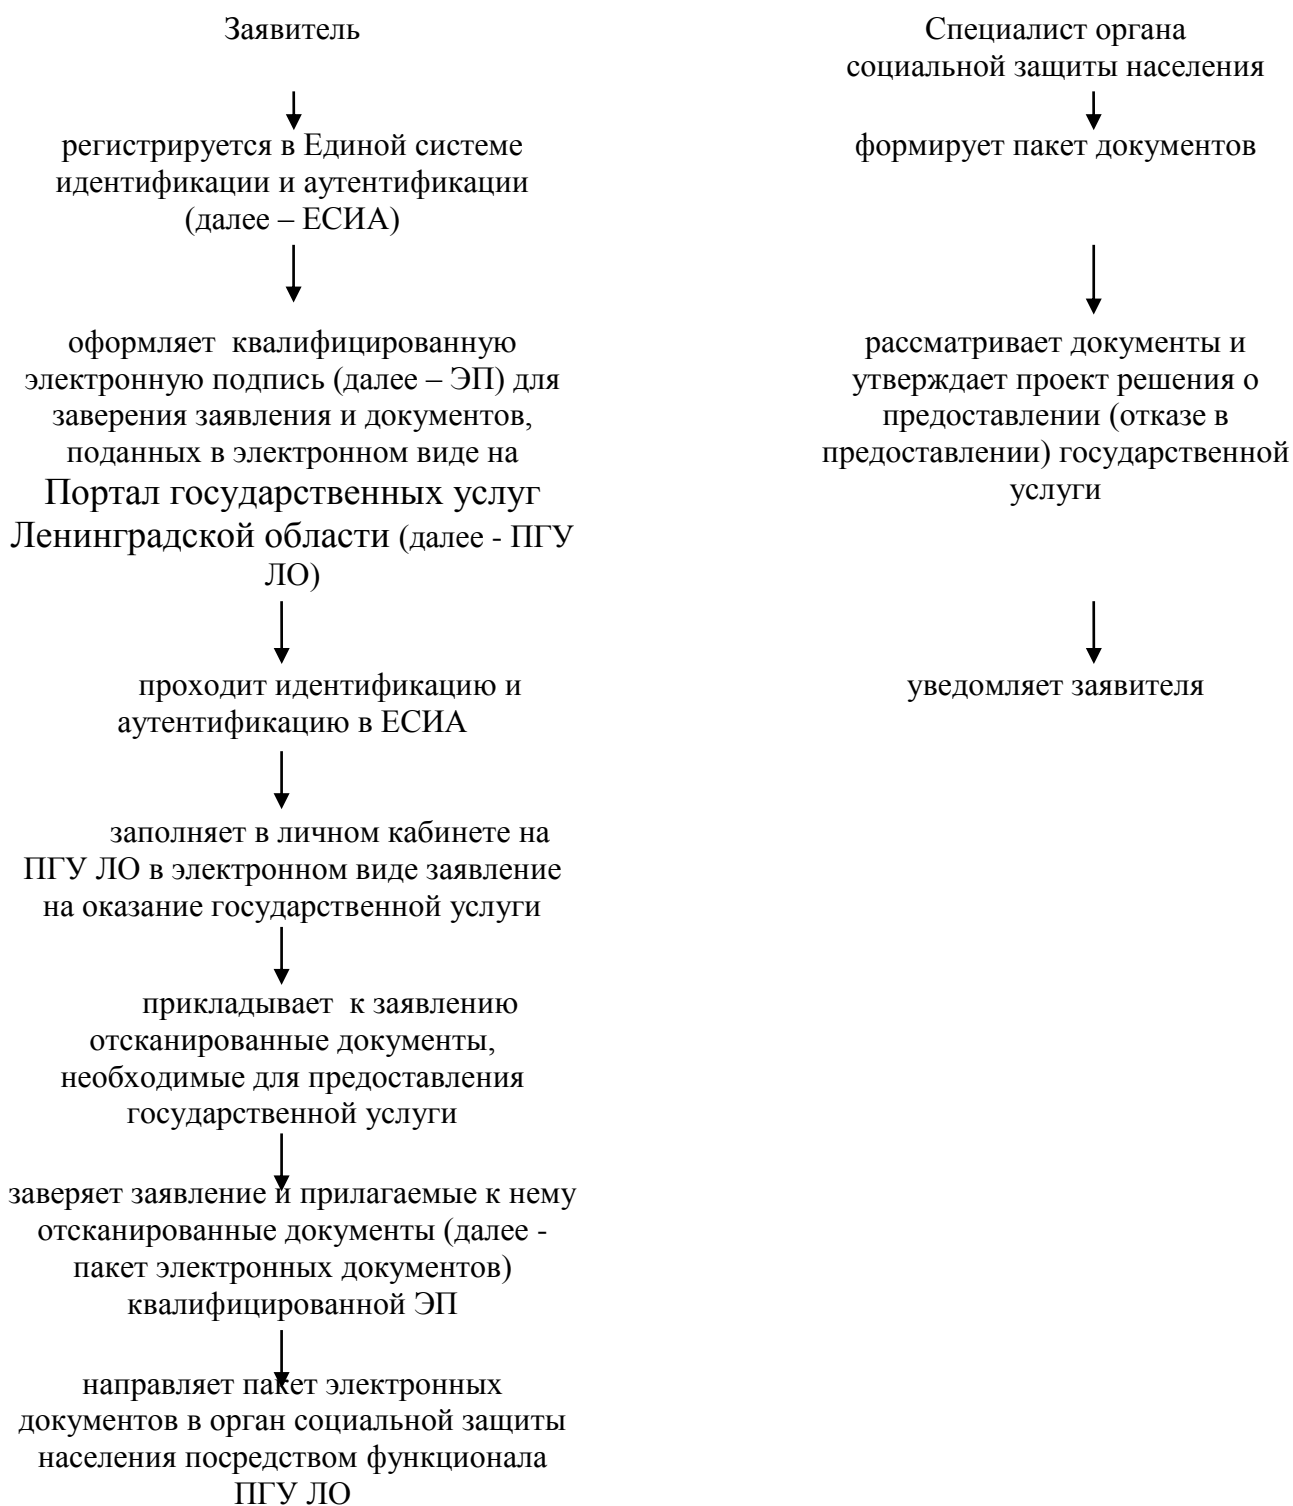 Заявитель
регистрируется в Единой системе
идентификации и аутентификации
(далее – ЕСИА)
оформляет квалифицированную
электронную подпись (далее – ЭП) для
заверения заявления и документов,
поданных в электронном виде на
Портал государственных услуг
Ленинградской области (далее - ПГУ
ЛО)
проходит идентификацию и
аутентификацию в ЕСИА
заполняет в личном кабинете на
ПГУ ЛО в электронном виде заявление
на оказание государственной услуги
прикладывает к заявлению
отсканированные документы,
необходимые для предоставления
государственной услуги
заверяет заявление и прилагаемые к нему
отсканированные документы (далее -
пакет электронных документов)
квалифицированной ЭП
направляет пакет электронных
документов в орган социальной защиты
населения посредством функционала
ПГУ ЛО
Специалист органа
социальной защиты населения
формирует пакет документов
рассматривает документы и
утверждает проект решения о
предоставлении (отказе в
предоставлении) государственной
услуги
уведомляет заявителя